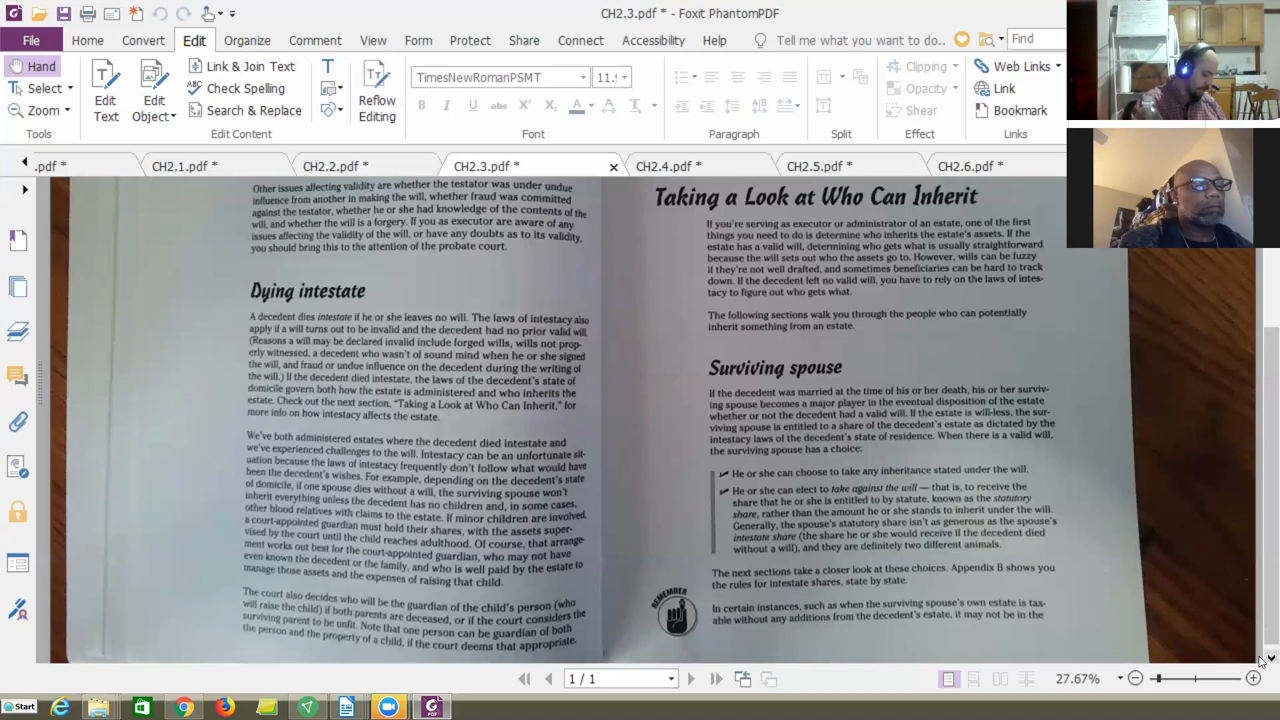 CH2.3.pdf * - Foxit PhantomPDF
File Home Convert Edit Organize Comment View Form Protect Share Connect Accessibility Help Tell me what you want to do.. Find
Hand
Select
Zoom
Tools
Edit Text
Edit Object
Link & Join Text
Check Spelling
Search & Replace
Edit Content
Reflow Editing
TimesNewRomanPSMT
Font
Paragraph
Split
Clipping
Opacity
Shear
Effect
Web Links
Link
Bookmark
Links
.pdf * CH2.1.pdf * CH2.2.pdf * CH2.3.pdf * CH2.4.pdf * CH2.5.pdf * CH2.6.pdf *
Other issues affecting validity are whether the testator was under undue
influence from another in making the will, whether fraud was committed
against the testator, whether he or she had knowledge of the contents of the
will, and whether the will is a forgery. If you as executor are aware of any
issues affecting the validity of the will, or have any doubts as to its validity,
you should bring this to the attention of the probate court.
Dying intestate
A decedent dies intestate if he or she leaves no will. The laws of intestacy also
apply if a will turns out to be invalid and the decedent had no prior valid will
(Reasons a will may be declared invalid include forged wills, wills not prop-
erly witnessed, a decedent who wasn't of sound mind when he or she signed
the will, and fraud or undue influence on the decedent during the writing of
the will.) If the decedent died intestate, the laws of the decedent's state of
domicile govern both how the estate is administered and who inherits the
estate. Check out the next section, "Taking a Look at Who Can Inherit," for
more info on how intestacy affects the estate.
We've both administered estates where the decedent died intestate and
we've experienced challenges to the will. Intestacy can be an unfortunate sit-
uation because the laws of intestacy frequently don't follow what would have
been the decedent's wishes. For example, depending on the decedent's state
of domicile, if one spouse dies without a will, the surviving spouse won't
inherit everything unless the decedent has no children and, in some cases,
other blood relatives with claims to the estate. If minor children are involved,
a court-appointed guardian must hold their shares, with the assets super-
vised by the court until the child reaches adulthood. Of course, that arrange-
ment works out best for the court-appointed guardian, who may not have
even known the decedent or the family, and who is well paid by the estate to
manage those assets and the expenses of raising that child.
The court also decides who will be the guardian of the child's person (who
will raise the child) if both parents are deceased, or if the court considers the
surviving parent to be unfit. Note that one person can be guardian of both
the person and the property of a child, if the court deems that appropriate.
Taking a Look at Who Can Inherit
If you're serving as executor or administrator of an estate, one of the first
things you need to do is determine who inherits the estate's assets. If the
estate has a valid will, determining who gets what is usually straightforward
because the will sets out who the assets go to. However, wills can be fuzzy
if they're not well drafted, and sometimes beneficiaries can be hard to track
down. If the decedent left no valid will, you have to rely on the laws of intes-
tacy to figure out who gets what.
The following sections walk you through the people who can potentially
inherit something from an estate.
Surviving spouse
If the decedent was married at the time of his or her death, his or her surviv-
ing spouse becomes a major player in the eventual disposition of the estate
whether or not the decedent had a valid will. If the estate is will-less, the sur-
viving spouse is entitled to a share of the decedent's estate as dictated by the
intestacy laws of the decedent's state of residence. When there is a valid will,
the surviving spouse has a choice:
He or she can choose to take any inheritance stated under the will.
He or she can elect to take against the will — that is, to receive the
share that he or she is entitled to by statute, known as the statutory
share, rather than the amount he or she stands to inherit under the will.
Generally, the spouse's statutory share isn't as generous as the spouse's
intestate share (the share he or she would receive if the decedent died
without a will), and they are definitely two different animals.
The next sections take a closer look at these choices. Appendix B shows you
the rules for intestate shares, state by state.
REMEMBER
In certain instances, such as when the surviving spouse's own estate is tax-
able without any additions from the decedent's estate, it may not be in the
1 / 1
27.67%
Start